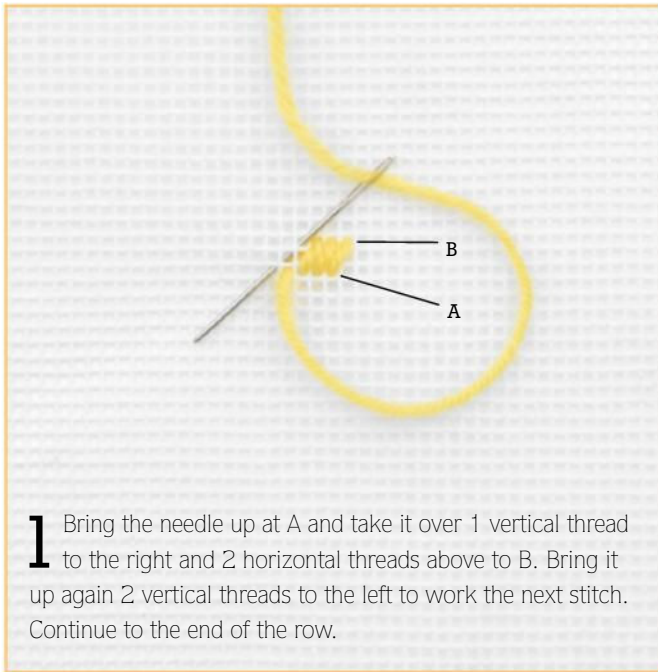 B
A
1 Bring the needle up at A and take it over 1 vertical thread
to the right and 2 horizontal threads above to B. Bring it
up again 2 vertical threads to the left to work the next stitch.
Continue to the end of the row.